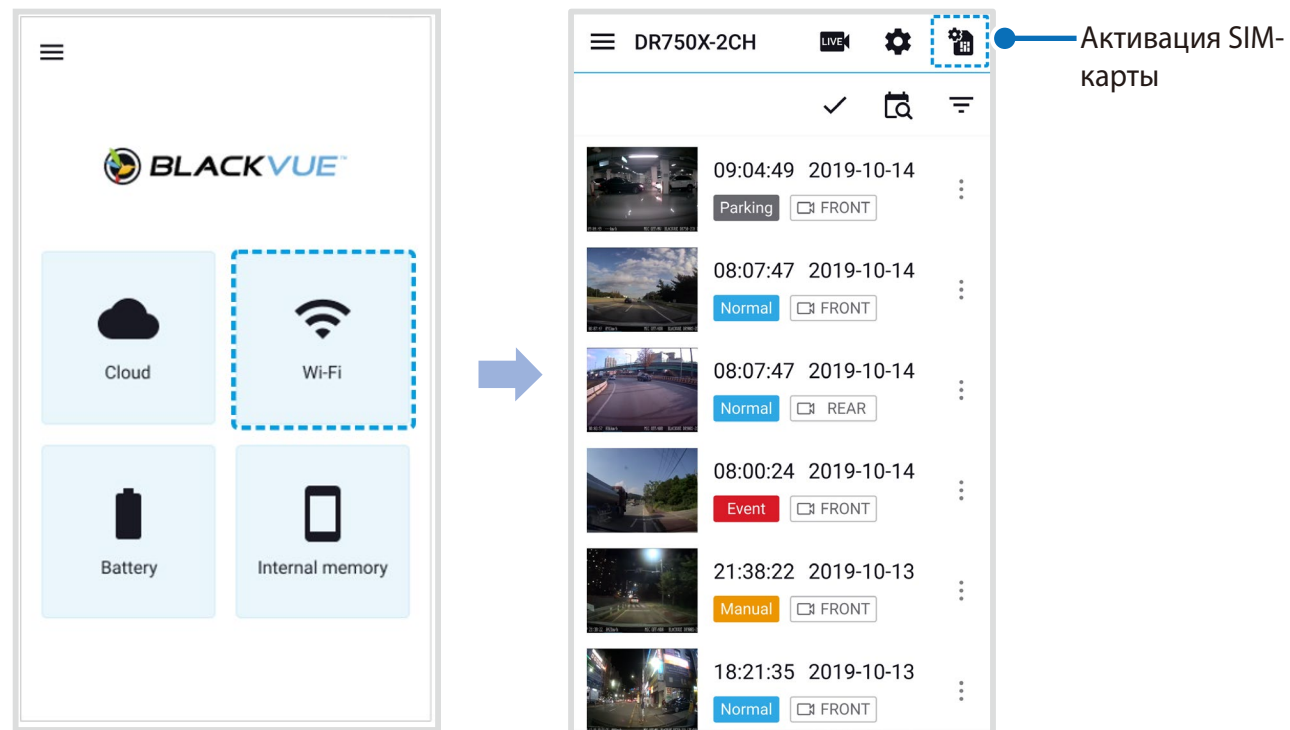 BLACKVUE™
Cloud
Wi-Fi
Battery
Internal memory
DR750X-2CH
LIVE
Активация SIM-
карты
09:04:49 2019-10-14
Parking FRONT
08:07:47 2019-10-14
Normal FRONT
08:07:47 2019-10-14
Normal REAR
08:00:24 2019-10-14
Event FRONT
21:38:22 2019-10-13
Manual FRONT
18:21:35 2019-10-13
Normal FRONT